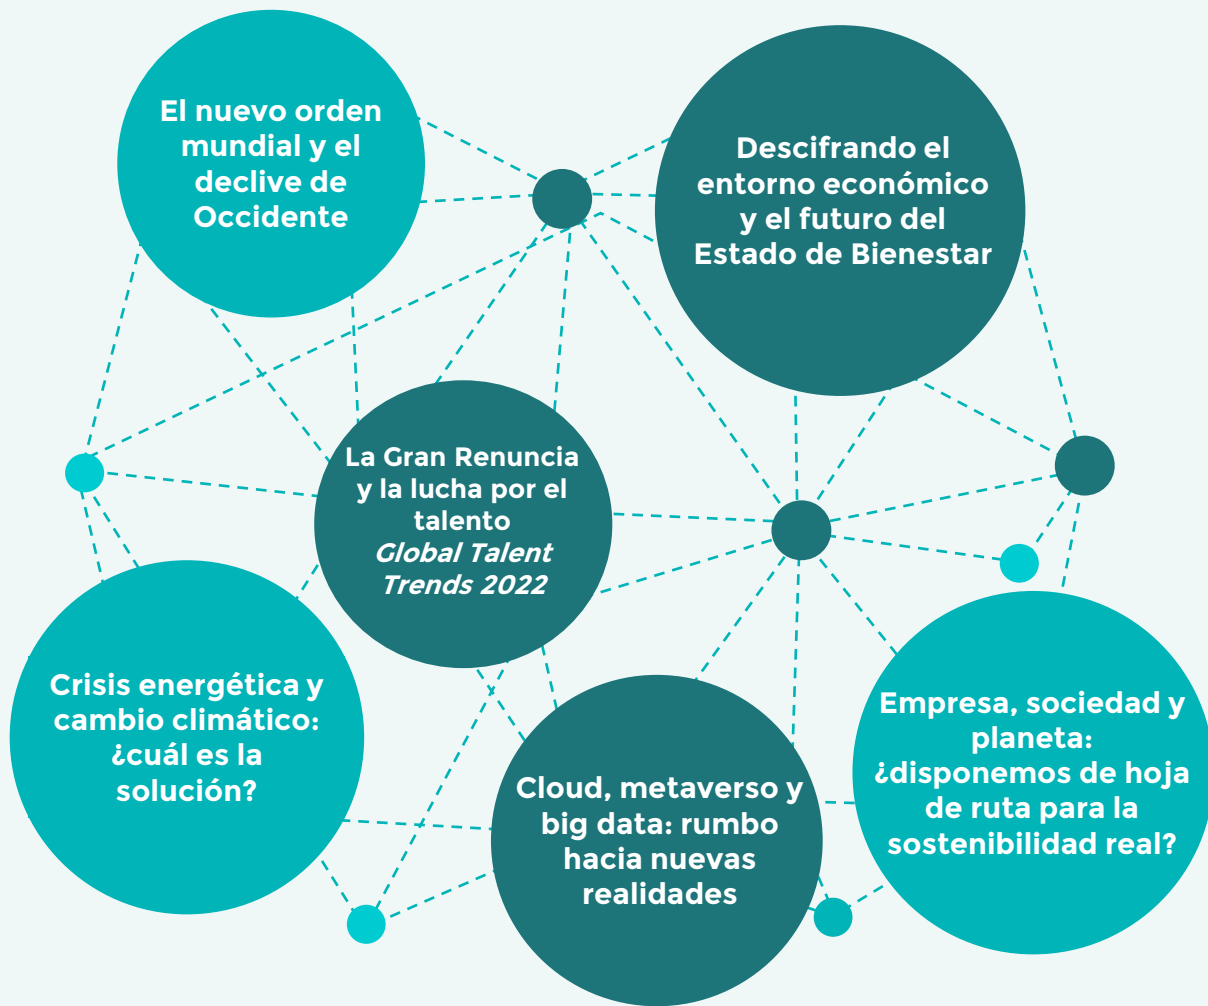 El nuevo orden
mundial y el
declive de
Occidente
Descifrando el
entorno económico
y el futuro del
Estado de Bienestar
La Gran Renuncia
y la lucha por el
talento
Global Talent
Trends 2022
Crisis energética y
cambio climático:
¿cuál es la
solución?
Cloud, metaverso y
big data: rumbo
hacia nuevas
realidades
Empresa, sociedad y
planeta:
¿disponemos de hoja
de ruta para la
sostenibilidad real?